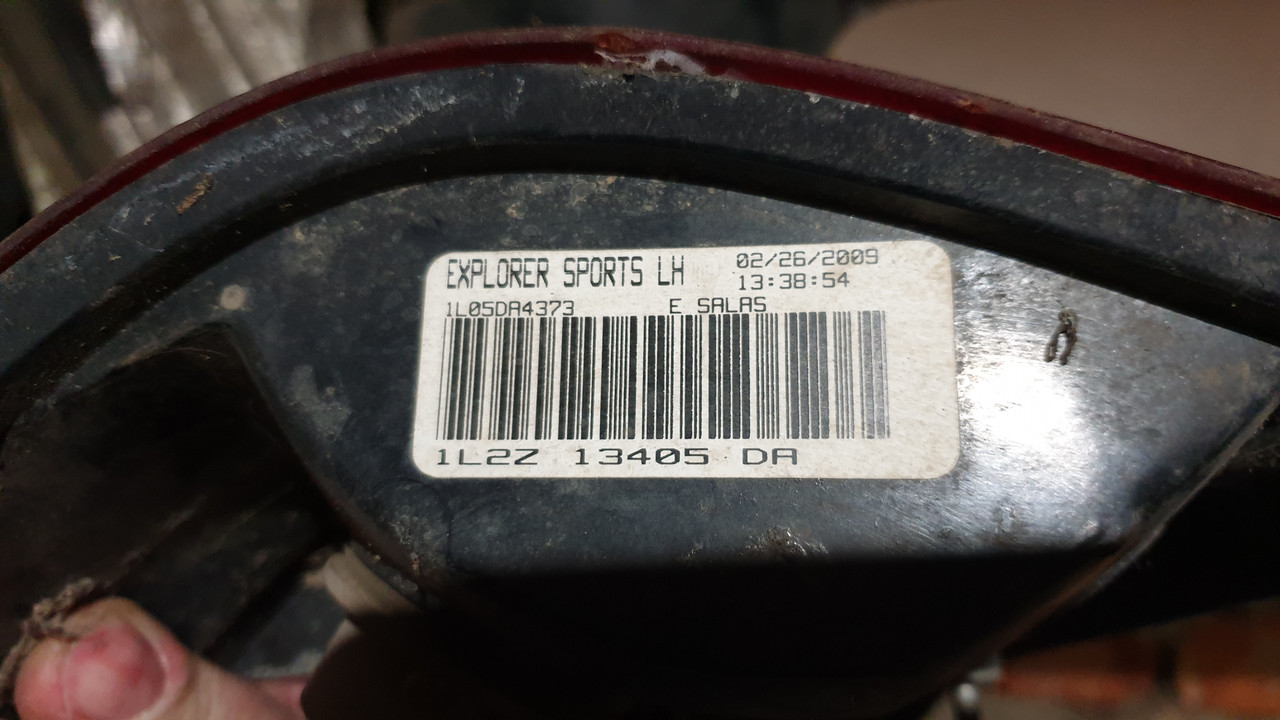 EXPLORER SPORTS LH 02/26/2009
13:38:54
1L05DA4373 E SALAS
1L2Z 13405 DA